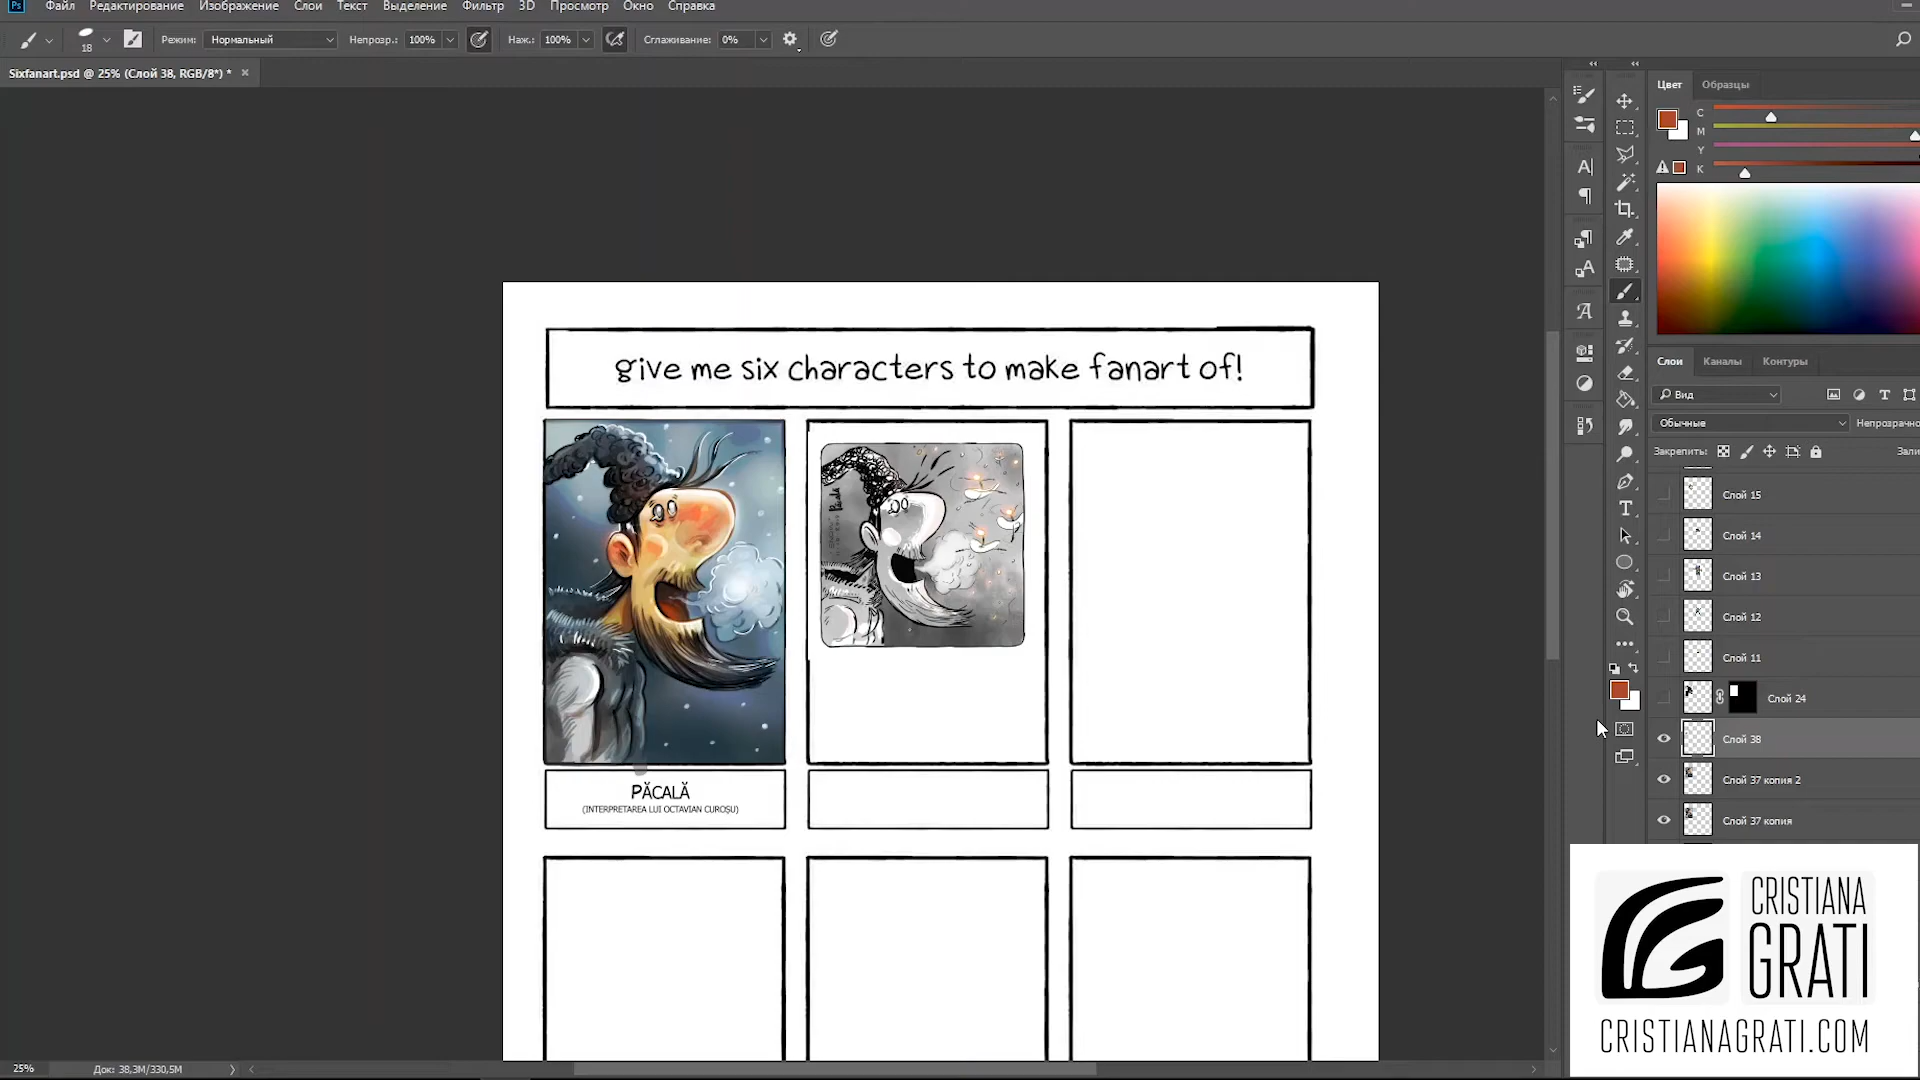 Ps Файл Редактирование Изображение Слои Текст Выделение Фильтр 3D Просмотр Окно Справка
18 Режим: Нормальный Непрозр.: 100% Наж.: 100% Сглаживание: 0%
Sixfanart.psd @ 25% (Слой 38, RGB/8*) * ×
Цвет Образцы
C
M
Y
K
give me six characters to make fanart of!
Слои Каналы Контуры
Вид
Обычные Непрозрачно
Закрепить: Зали
Слой 15
Слой 14
Слой 13
Слой 12
Слой 11
Слой 24
Слой 38
Слой 37 копия 2
Слой 37 копия
PĂCALĂ
(INTERPRETAREA LUI OCTAVIAN CUROȘU)
CRISTIANA
GRATI
CRISTIANAGRATI.COM
25% Док: 38,3M/330,5M